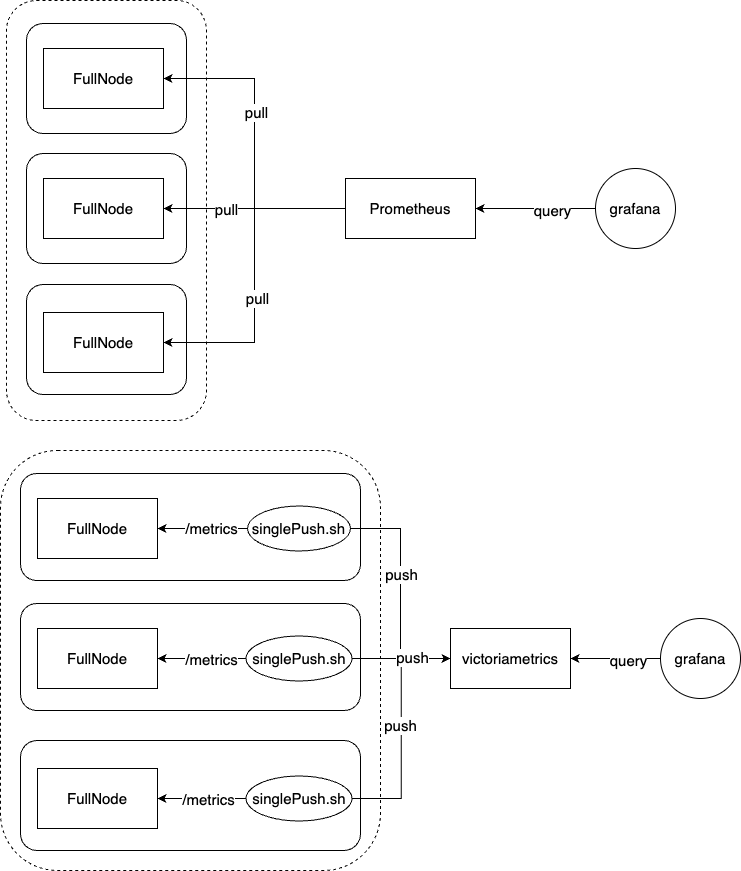 FullNode
pull
FullNode
pull
Prometheus
query
grafana
pull
FullNode
FullNode
/metrics
singlePush.sh
push
FullNode
/metrics
singlePush.sh
push
victoriametrics
query
grafana
push
FullNode
/metrics
singlePush.sh